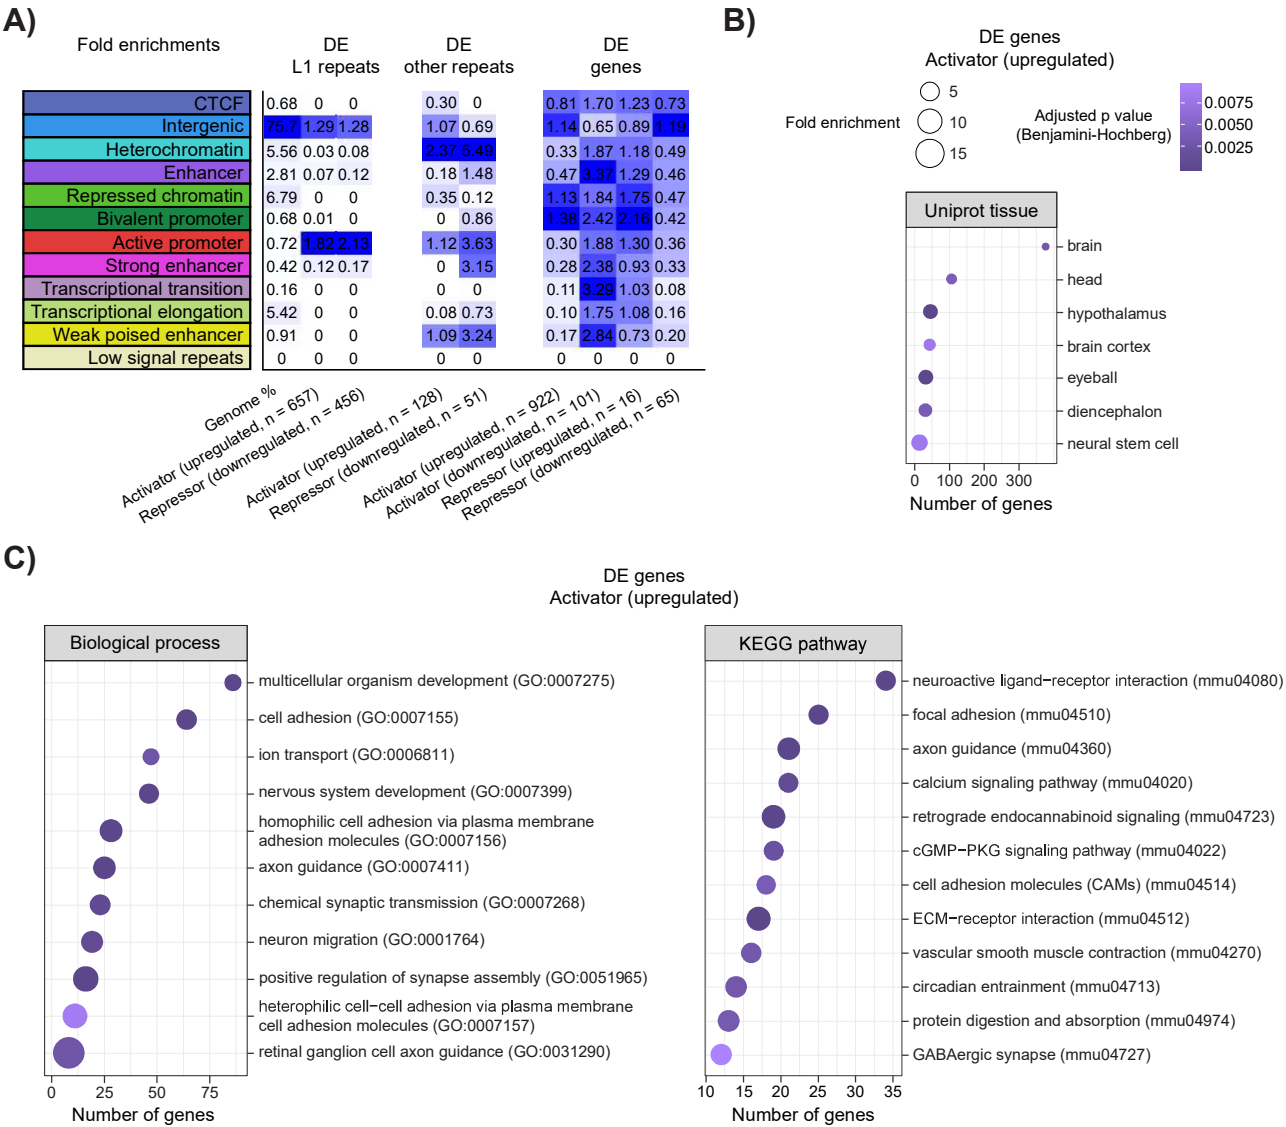 A)
Fold enrichments
DE
L1 repeats
DE
other repeats
DE
genes
CTCF 0.68 0 0 0.30 0 0.81 1.70 1.23 0.73
Intergenic 75.7 1.29 1.28 1.07 0.69 1.14 0.65 0.89 1.19
Heterochromatin 5.56 0.03 0.08 2.37 5.49 0.33 1.87 1.18 0.49
Enhancer 2.81 0.07 0.12 0.18 1.48 0.47 3.37 1.29 0.46
Repressed chromatin 6.79 0 0 0.35 0.12 1.13 1.84 1.75 0.47
Bivalent promoter 0.68 0.01 0 0 0.86 1.38 2.42 2.16 0.42
Active promoter 0.72 1.82 2.13 1.12 3.63 0.30 1.88 1.30 0.36
Strong enhancer 0.42 0.12 0.17 0 3.15 0.28 2.38 0.93 0.33
Transcriptional transition 0.16 0 0 0 0 0.11 3.29 1.03 0.08
Transcriptional elongation 5.42 0 0 0.08 0.73 0.10 1.75 1.08 0.16
Weak poised enhancer 0.91 0 0 1.09 3.24 0.17 2.84 0.73 0.20
Low signal repeats 0 0 0 0 0 0 0 0 0
Genome %
Activator (upregulated, n = 657)
Repressor (downregulated, n = 456)
Activator (upregulated, n = 128)
Repressor (downregulated, n = 51)
Activator (upregulated, n = 922)
Activator (downregulated, n = 101)
Repressor (upregulated, n = 16)
Repressor (downregulated, n = 65)
B)
DE genes
Activator (upregulated)
Fold enrichment
5
10
15
Adjusted p value
(Benjamini-Hochberg)
0.0075
0.0050
0.0025
Uniprot tissue
brain
head
hypothalamus
brain cortex
eyeball
diencephalon
neural stem cell
0 100 200 300
Number of genes
C)
DE genes
Activator (upregulated)
Biological process
multicellular organism development (GO:0007275)
cell adhesion (GO:0007155)
ion transport (GO:0006811)
nervous system development (GO:0007399)
homophilic cell adhesion via plasma membrane
adhesion molecules (GO:0007156)
axon guidance (GO:0007411)
chemical synaptic transmission (GO:0007268)
neuron migration (GO:0001764)
positive regulation of synapse assembly (GO:0051965)
heterophilic cell−cell adhesion via plasma membrane
cell adhesion molecules (GO:0007157)
retinal ganglion cell axon guidance (GO:0031290)
0 25 50 75
Number of genes
KEGG pathway
neuroactive ligand−receptor interaction (mmu04080)
focal adhesion (mmu04510)
axon guidance (mmu04360)
calcium signaling pathway (mmu04020)
retrograde endocannabinoid signaling (mmu04723)
cGMP−PKG signaling pathway (mmu04022)
cell adhesion molecules (CAMs) (mmu04514)
ECM−receptor interaction (mmu04512)
vascular smooth muscle contraction (mmu04270)
circadian entrainment (mmu04713)
protein digestion and absorption (mmu04974)
GABAergic synapse (mmu04727)
10 15 20 25 30 35
Number of genes